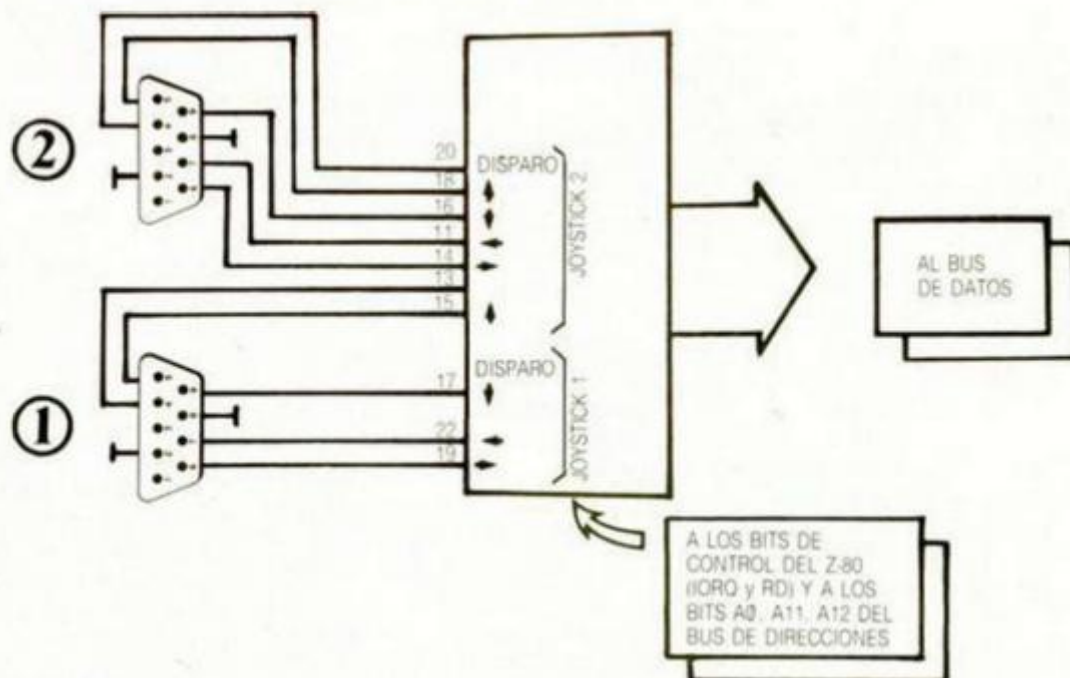 2
20
DISPARO
18
16
11
14
13
15
JOYSTICK 2
1
DISPARO
17
22
19
JOYSTICK 1
AL BUS
DE DATOS
A LOS BITS DE
CONTROL DEL Z-80
(IORQ y RD) Y A LOS
BITS A0, A11, A12 DEL
BUS DE DIRECCIONES